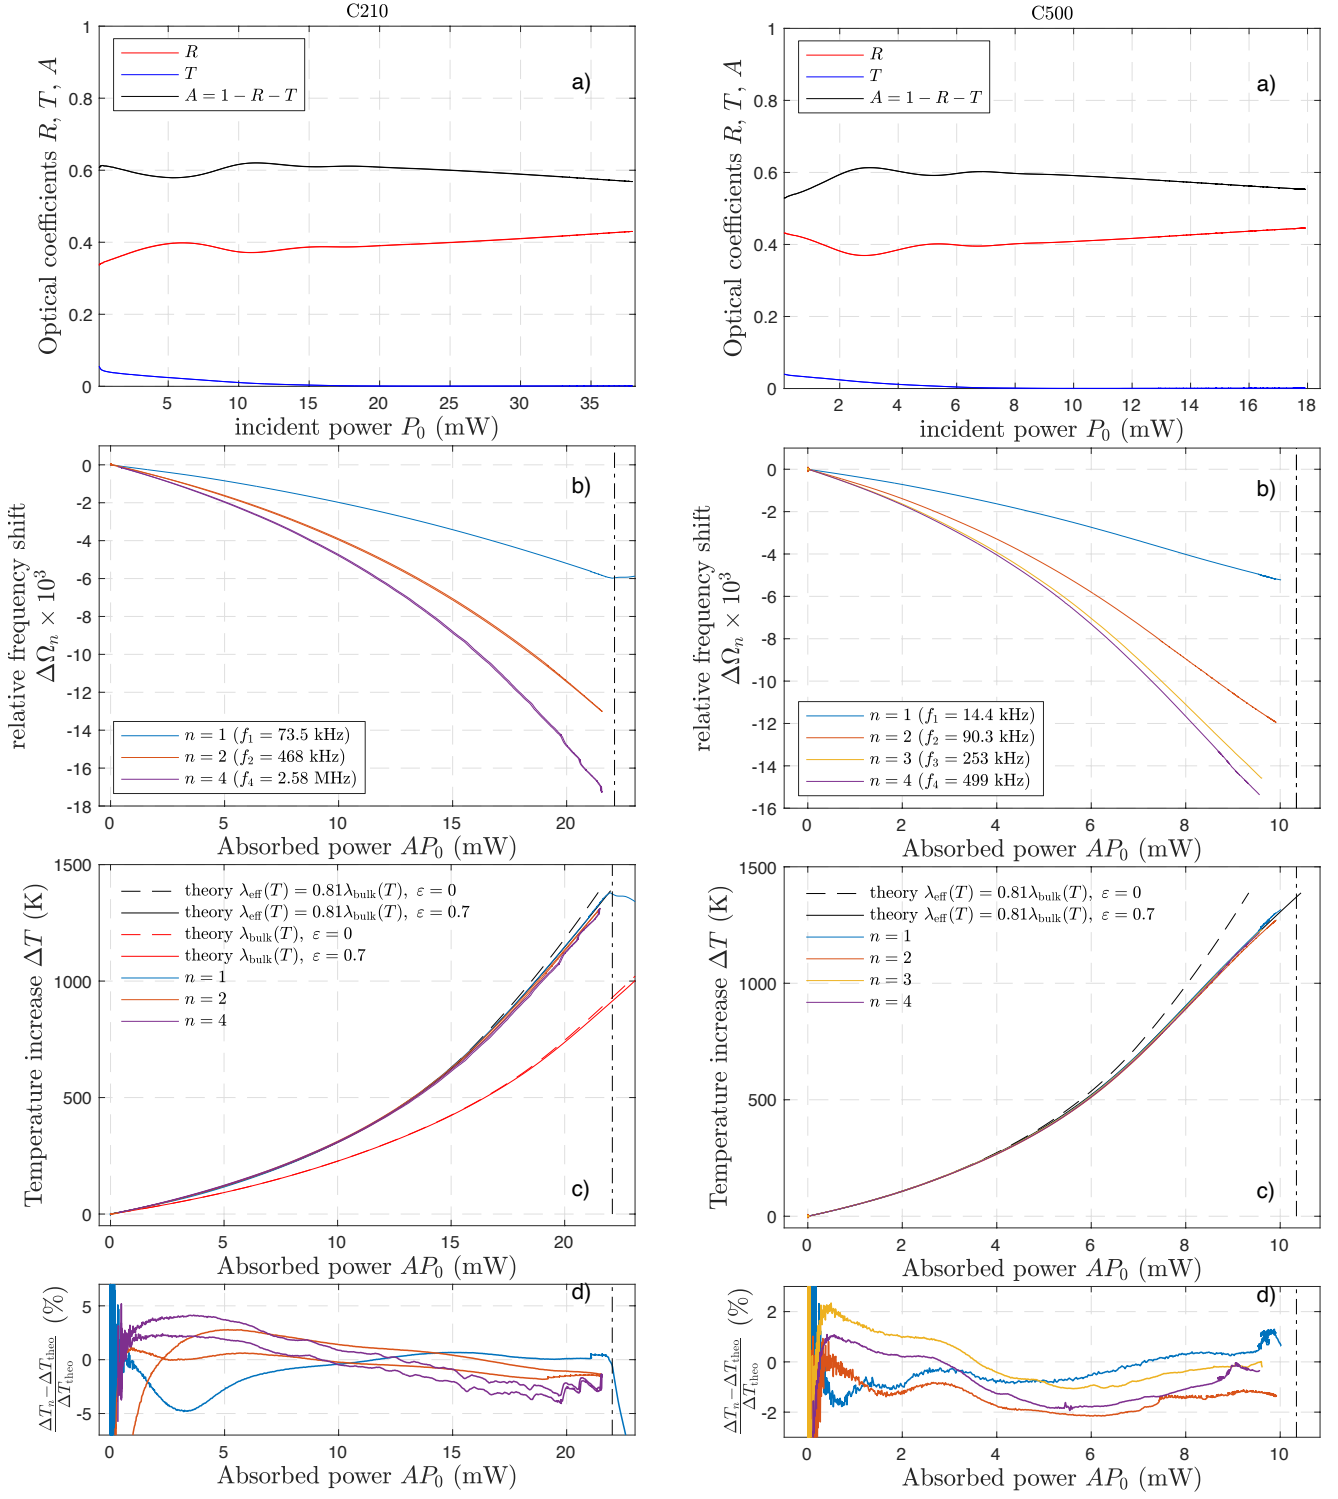 C210
Optical coefficients R, T, A
1
0.8
0.6
0.4
0.2
0
R
T
A = 1 − R − T
a)
5 10 15 20 25 30 35
incident power P₀ (mW)
relative frequency shift
ΔΩₙ × 10³
0
-2
-4
-6
-8
-10
-12
-14
-16
-18
b)
n = 1 (f₁ = 73.5 kHz)
n = 2 (f₂ = 468 kHz)
n = 4 (f₄ = 2.58 MHz)
0 5 10 15 20
Absorbed power AP₀ (mW)
Temperature increase ΔT (K)
1500
1000
500
0
theory λeff(T) = 0.81λbulk(T), ε = 0
theory λeff(T) = 0.81λbulk(T), ε = 0.7
theory λbulk(T), ε = 0
theory λbulk(T), ε = 0.7
n = 1
n = 2
n = 4
c)
0 5 10 15 20
Absorbed power AP₀ (mW)
(ΔTₙ − ΔTtheo)/ΔTtheo (%)
5
0
-5
d)
0 5 10 15 20
Absorbed power AP₀ (mW)
C500
Optical coefficients R, T, A
1
0.8
0.6
0.4
0.2
0
R
T
A = 1 − R − T
a)
2 4 6 8 10 12 14 16 18
incident power P₀ (mW)
relative frequency shift
ΔΩₙ × 10³
0
-2
-4
-6
-8
-10
-12
-14
-16
b)
n = 1 (f₁ = 14.4 kHz)
n = 2 (f₂ = 90.3 kHz)
n = 3 (f₃ = 253 kHz)
n = 4 (f₄ = 499 kHz)
0 2 4 6 8 10
Absorbed power AP₀ (mW)
Temperature increase ΔT (K)
1500
1000
500
0
theory λeff(T) = 0.81λbulk(T), ε = 0
theory λeff(T) = 0.81λbulk(T), ε = 0.7
n = 1
n = 2
n = 3
n = 4
c)
0 2 4 6 8 10
Absorbed power AP₀ (mW)
(ΔTₙ − ΔTtheo)/ΔTtheo (%)
2
0
-2
d)
0 2 4 6 8 10
Absorbed power AP₀ (mW)